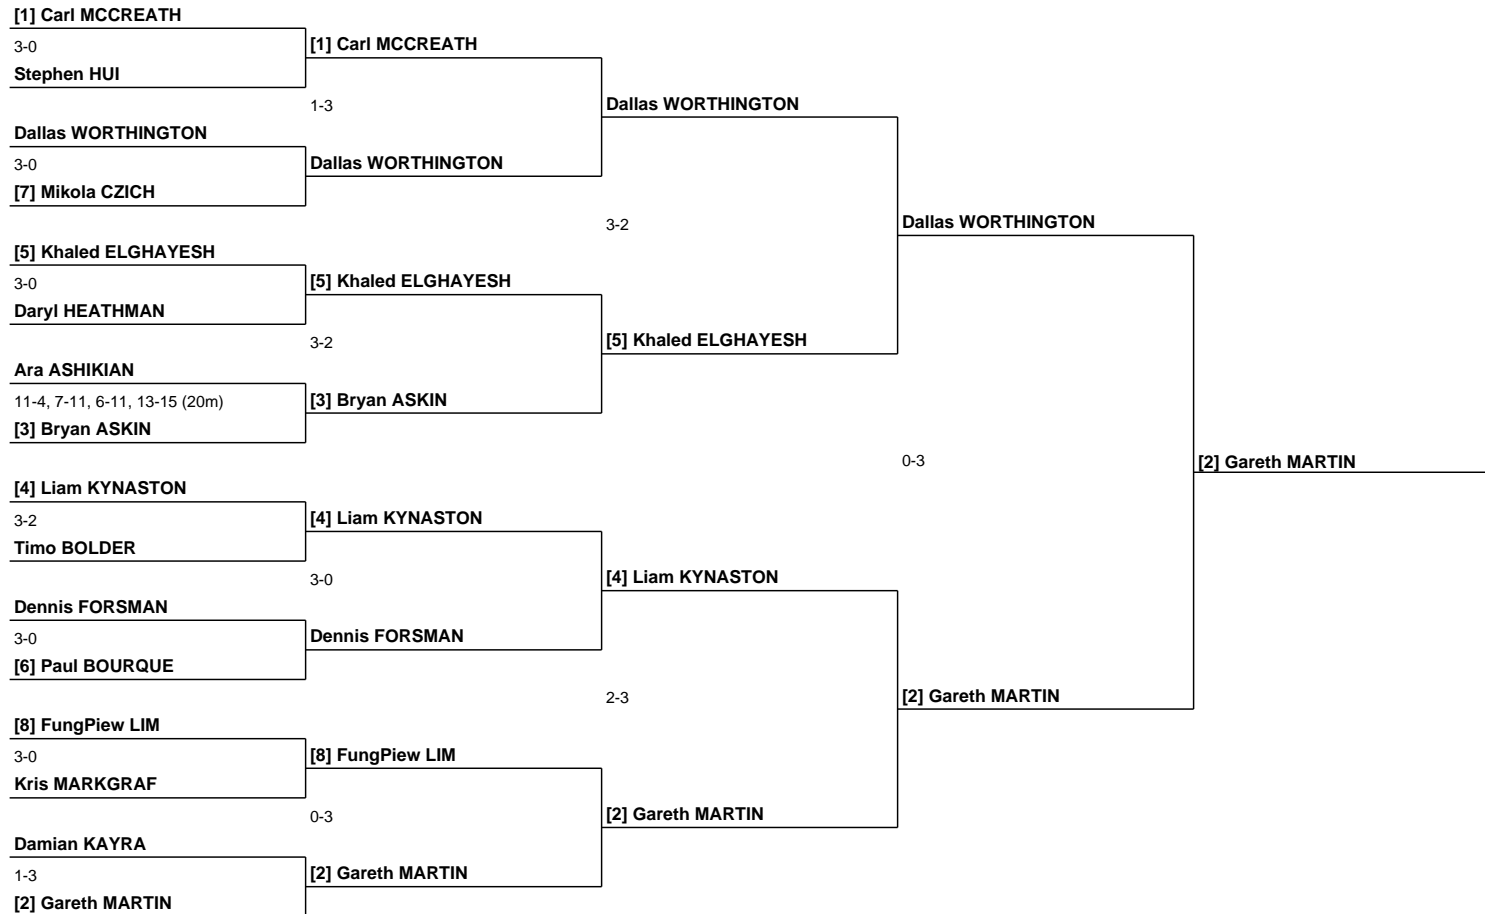 [1] Carl MCCREATH
3-0
Stephen HUI
Dallas WORTHINGTON
3-0
[7] Mikola CZICH
[5] Khaled ELGHAYESH
3-0
Daryl HEATHMAN
Ara ASHIKIAN
11-4, 7-11, 6-11, 13-15 (20m)
[3] Bryan ASKIN
[4] Liam KYNASTON
3-2
Timo BOLDER
Dennis FORSMAN
3-0
[6] Paul BOURQUE
[8] FungPiew LIM
3-0
Kris MARKGRAF
Damian KAYRA
1-3
[2] Gareth MARTIN
[1] Carl MCCREATH
1-3
Dallas WORTHINGTON
[5] Khaled ELGHAYESH
3-2
[3] Bryan ASKIN
[4] Liam KYNASTON
3-0
Dennis FORSMAN
[8] FungPiew LIM
0-3
[2] Gareth MARTIN
Dallas WORTHINGTON
3-2
[5] Khaled ELGHAYESH
[4] Liam KYNASTON
2-3
[2] Gareth MARTIN
Dallas WORTHINGTON
0-3
[2] Gareth MARTIN
[2] Gareth MARTIN